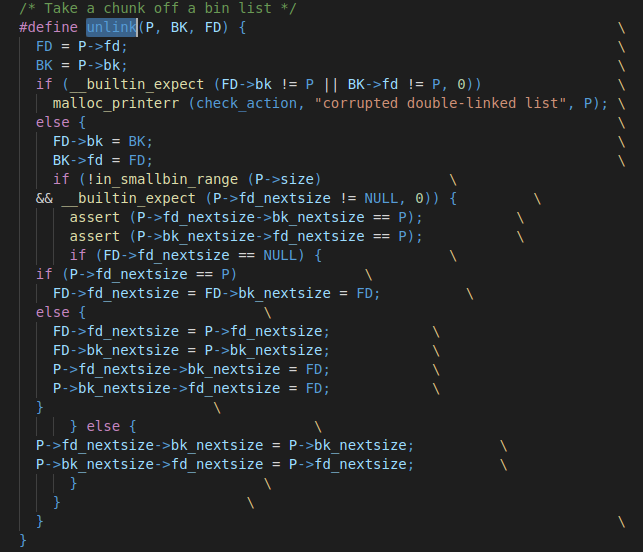 /* Take a chunk off a bin list */
#define unlink(P, BK, FD) { \
  FD = P->fd; \
  BK = P->bk; \
  if (__builtin_expect (FD->bk != P || BK->fd != P, 0)) \
    malloc_printerr (check_action, "corrupted double-linked list", P); \
  else { \
    FD->bk = BK; \
    BK->fd = FD; \
    if (!in_smallbin_range (P->size) \
  && __builtin_expect (P->fd_nextsize != NULL, 0)) { \
      assert (P->fd_nextsize->bk_nextsize == P); \
      assert (P->bk_nextsize->fd_nextsize == P); \
      if (FD->fd_nextsize == NULL) { \
  if (P->fd_nextsize == P) \
    FD->fd_nextsize = FD->bk_nextsize = FD; \
  else { \
    FD->fd_nextsize = P->fd_nextsize; \
    FD->bk_nextsize = P->bk_nextsize; \
    P->fd_nextsize->bk_nextsize = FD; \
    P->bk_nextsize->fd_nextsize = FD; \
  } \
      } else { \
  P->fd_nextsize->bk_nextsize = P->bk_nextsize; \
  P->bk_nextsize->fd_nextsize = P->fd_nextsize; \
      } \
    } \
  } \
}